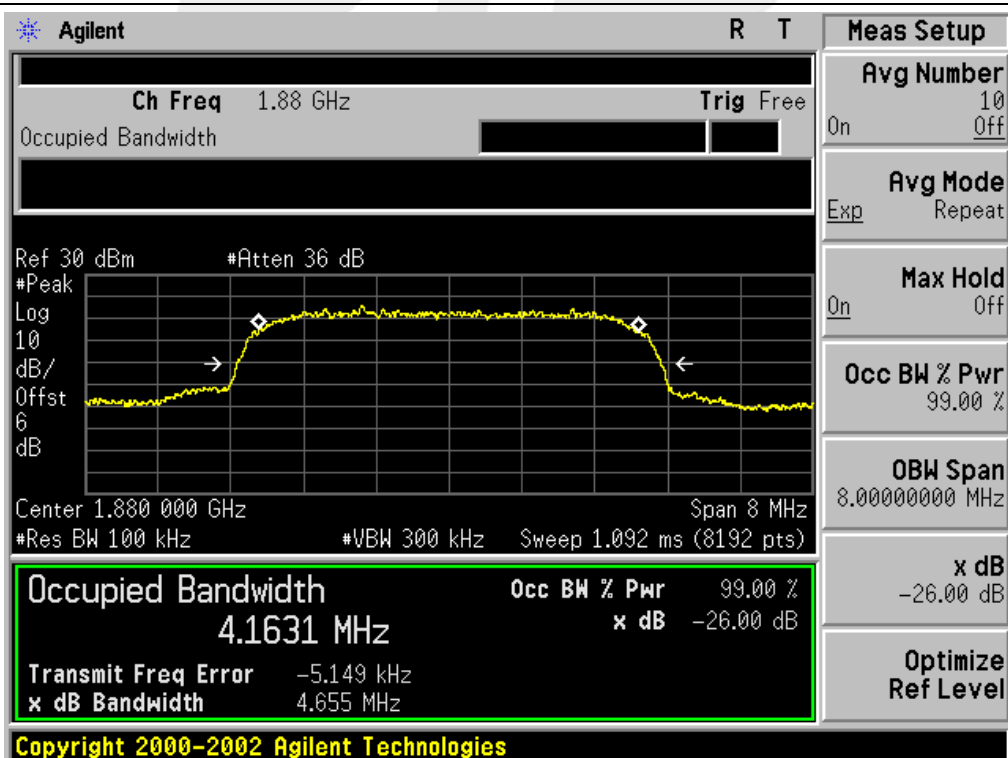 Agilent R T
Ch Freq 1.88 GHz Trig Free
Occupied Bandwidth
Ref 30 dBm #Atten 36 dB
#Peak
Log
10
dB/
Offst
6
dB
Center 1.880 000 GHz Span 8 MHz
#Res BW 100 kHz #VBW 300 kHz Sweep 1.092 ms (8192 pts)
Occupied Bandwidth Occ BW % Pwr 99.00 %
4.1631 MHz x dB -26.00 dB
Transmit Freq Error -5.149 kHz
x dB Bandwidth 4.655 MHz
Copyright 2000-2002 Agilent Technologies
Meas Setup
Avg Number
10
On Off
Avg Mode
Exp Repeat
Max Hold
On Off
Occ BW % Pwr
99.00 %
OBW Span
8.00000000 MHz
x dB
-26.00 dB
Optimize
Ref Level